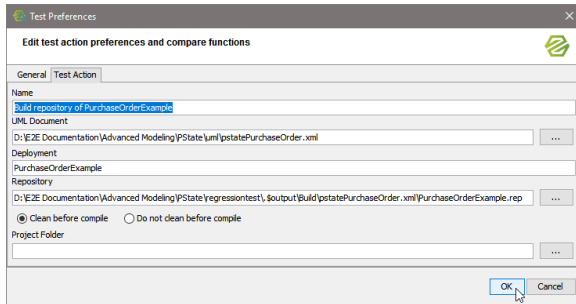 Test Preferences
Edit test action preferences and compare functions
General Test Action
Name
Build repository of PurchaseOrderExample
UML Document
D:\E2E Documentation\Advanced Modeling\PState\uml\pstatePurchaseOrder.xml ...
Deployment
PurchaseOrderExample
Repository
D:\E2E Documentation\Advanced Modeling\PState\regressiontest\.$output\Build\pstatePurchaseOrder.xml\PurchaseOrderExample.rep ...
Clean before compile Do not clean before compile
Project Folder
...
OK Cancel